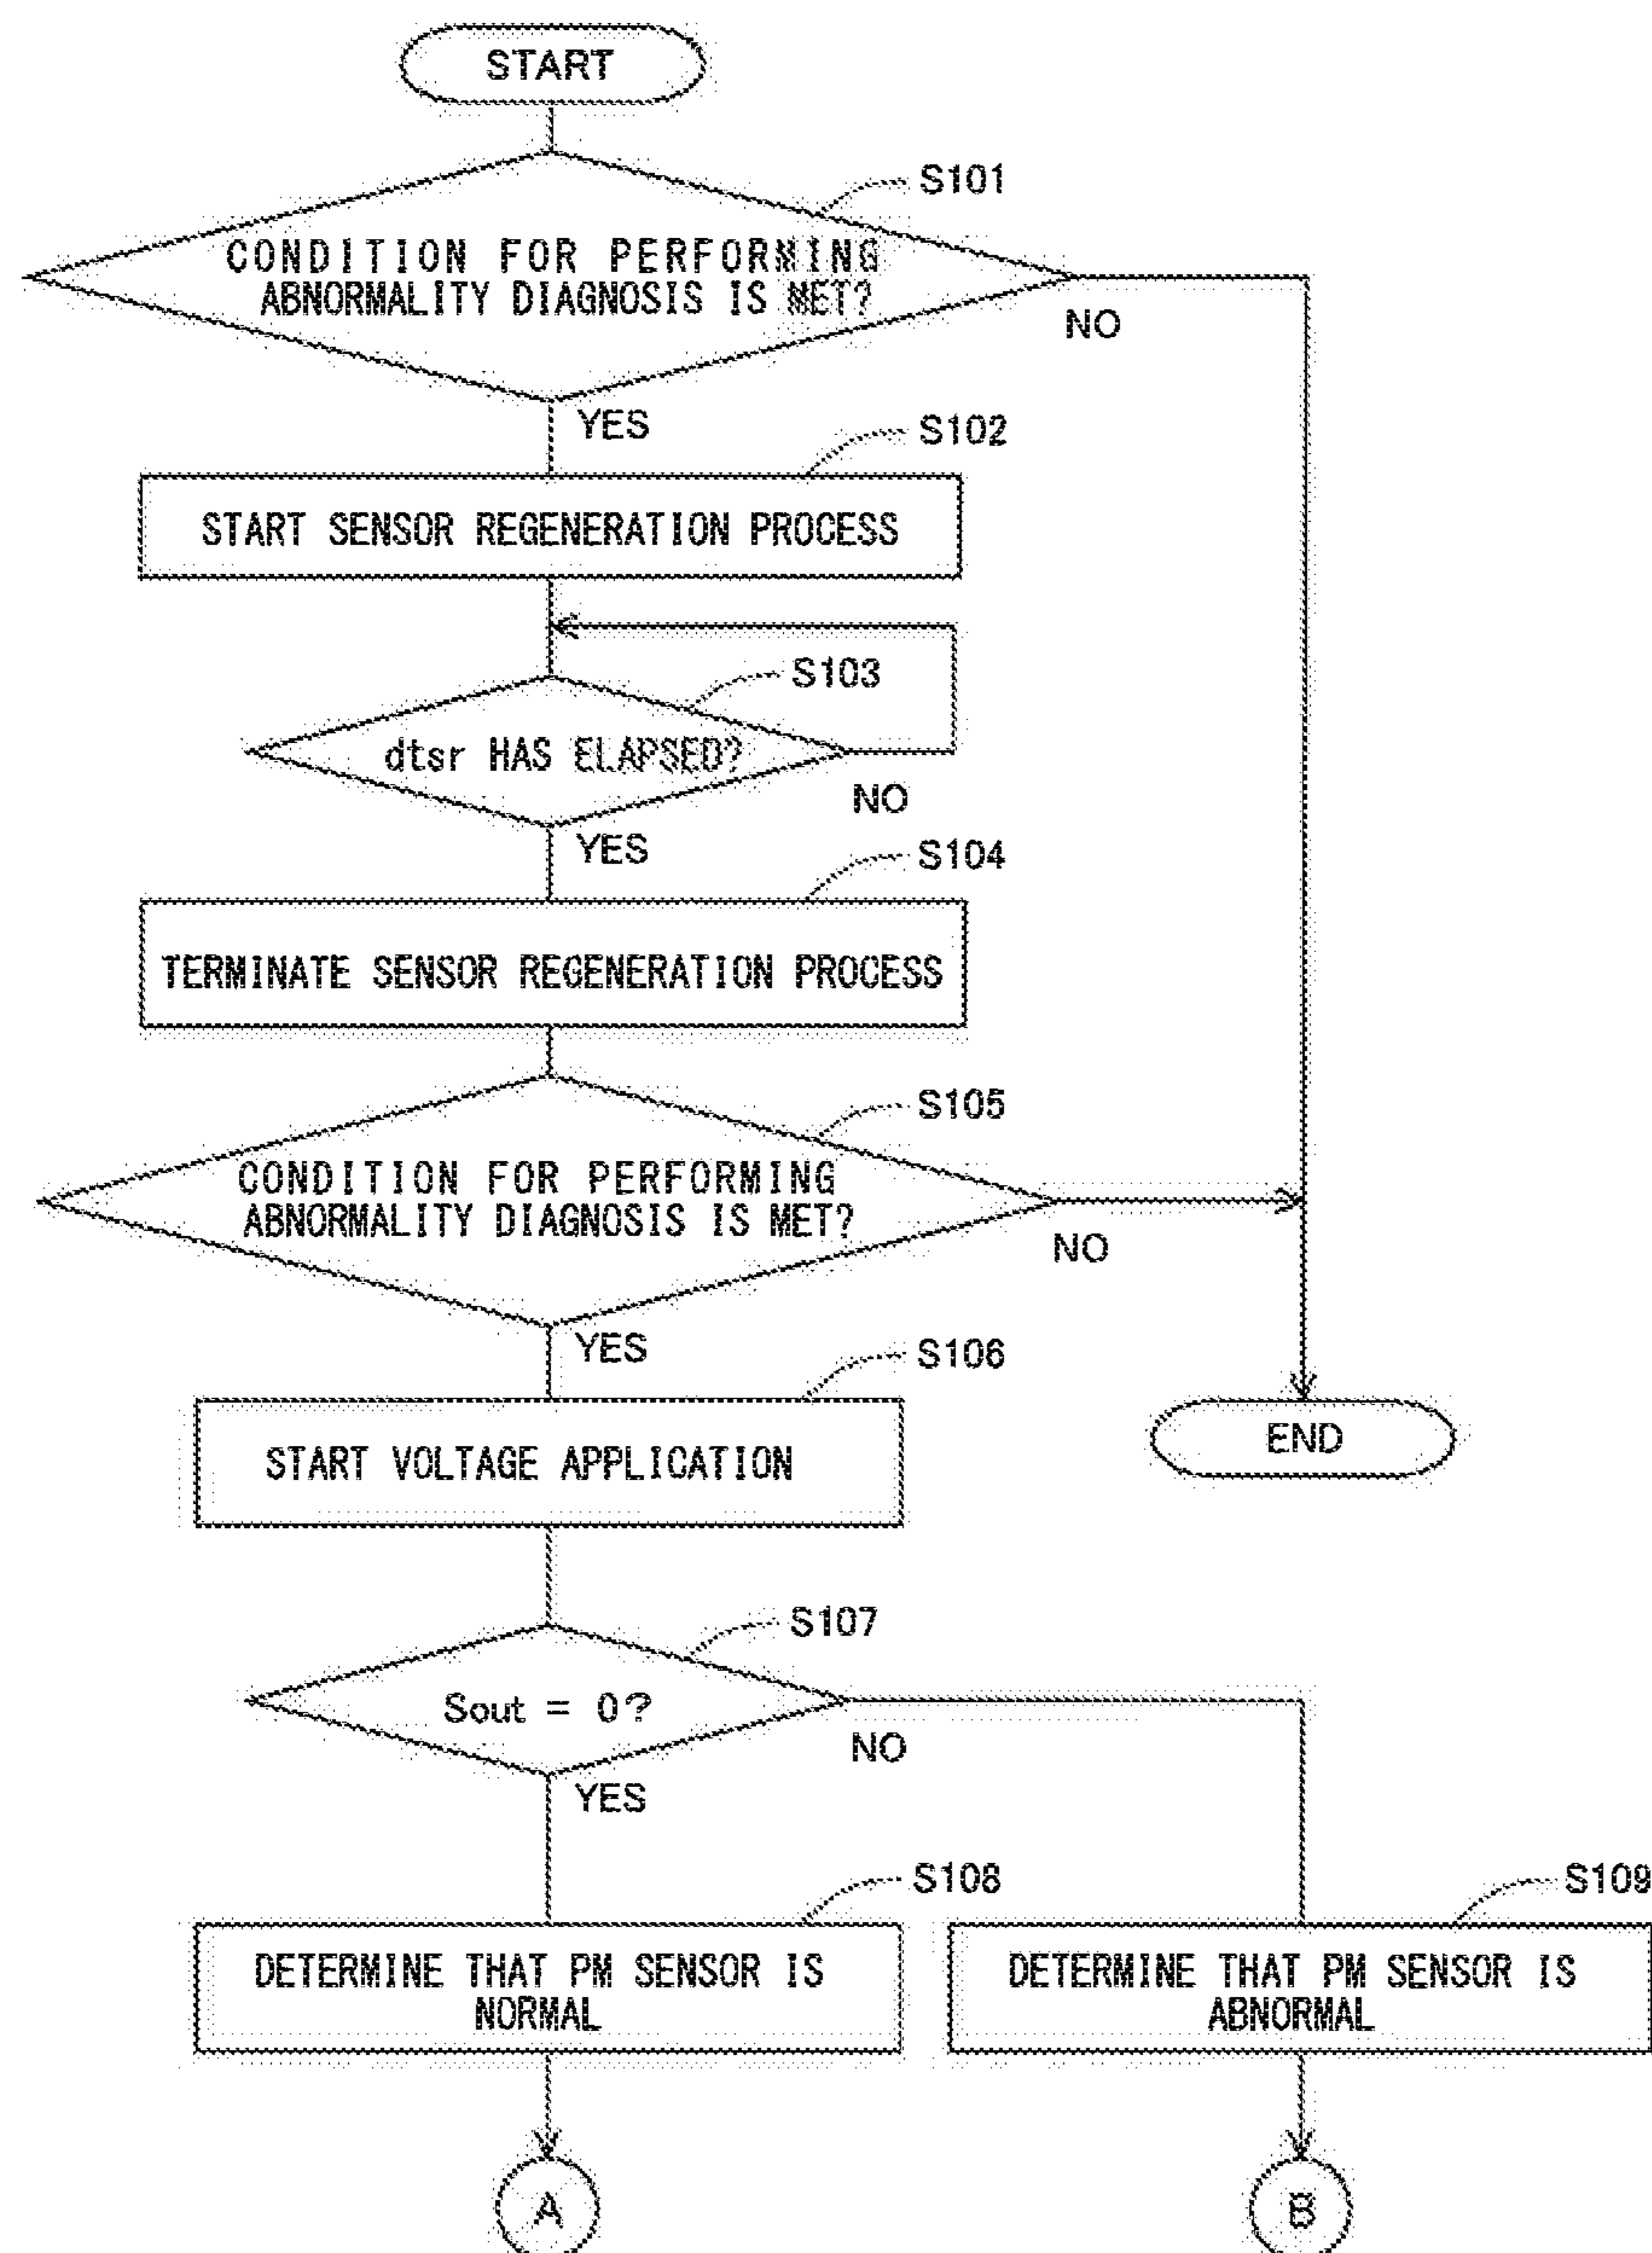 START
S101
CONDITION FOR PERFORMING
ABNORMALITY DIAGNOSIS IS MET?
NO
YES
S102
START SENSOR REGENERATION PROCESS
S103
dtsr HAS ELAPSED?
NO
YES
S104
TERMINATE SENSOR REGENERATION PROCESS
S105
CONDITION FOR PERFORMING
ABNORMALITY DIAGNOSIS IS MET?
NO
YES
S106
START VOLTAGE APPLICATION
END
S107
Sout = 0?
NO
YES
S108
DETERMINE THAT PM SENSOR IS
NORMAL
S109
DETERMINE THAT PM SENSOR IS
ABNORMAL
A
B